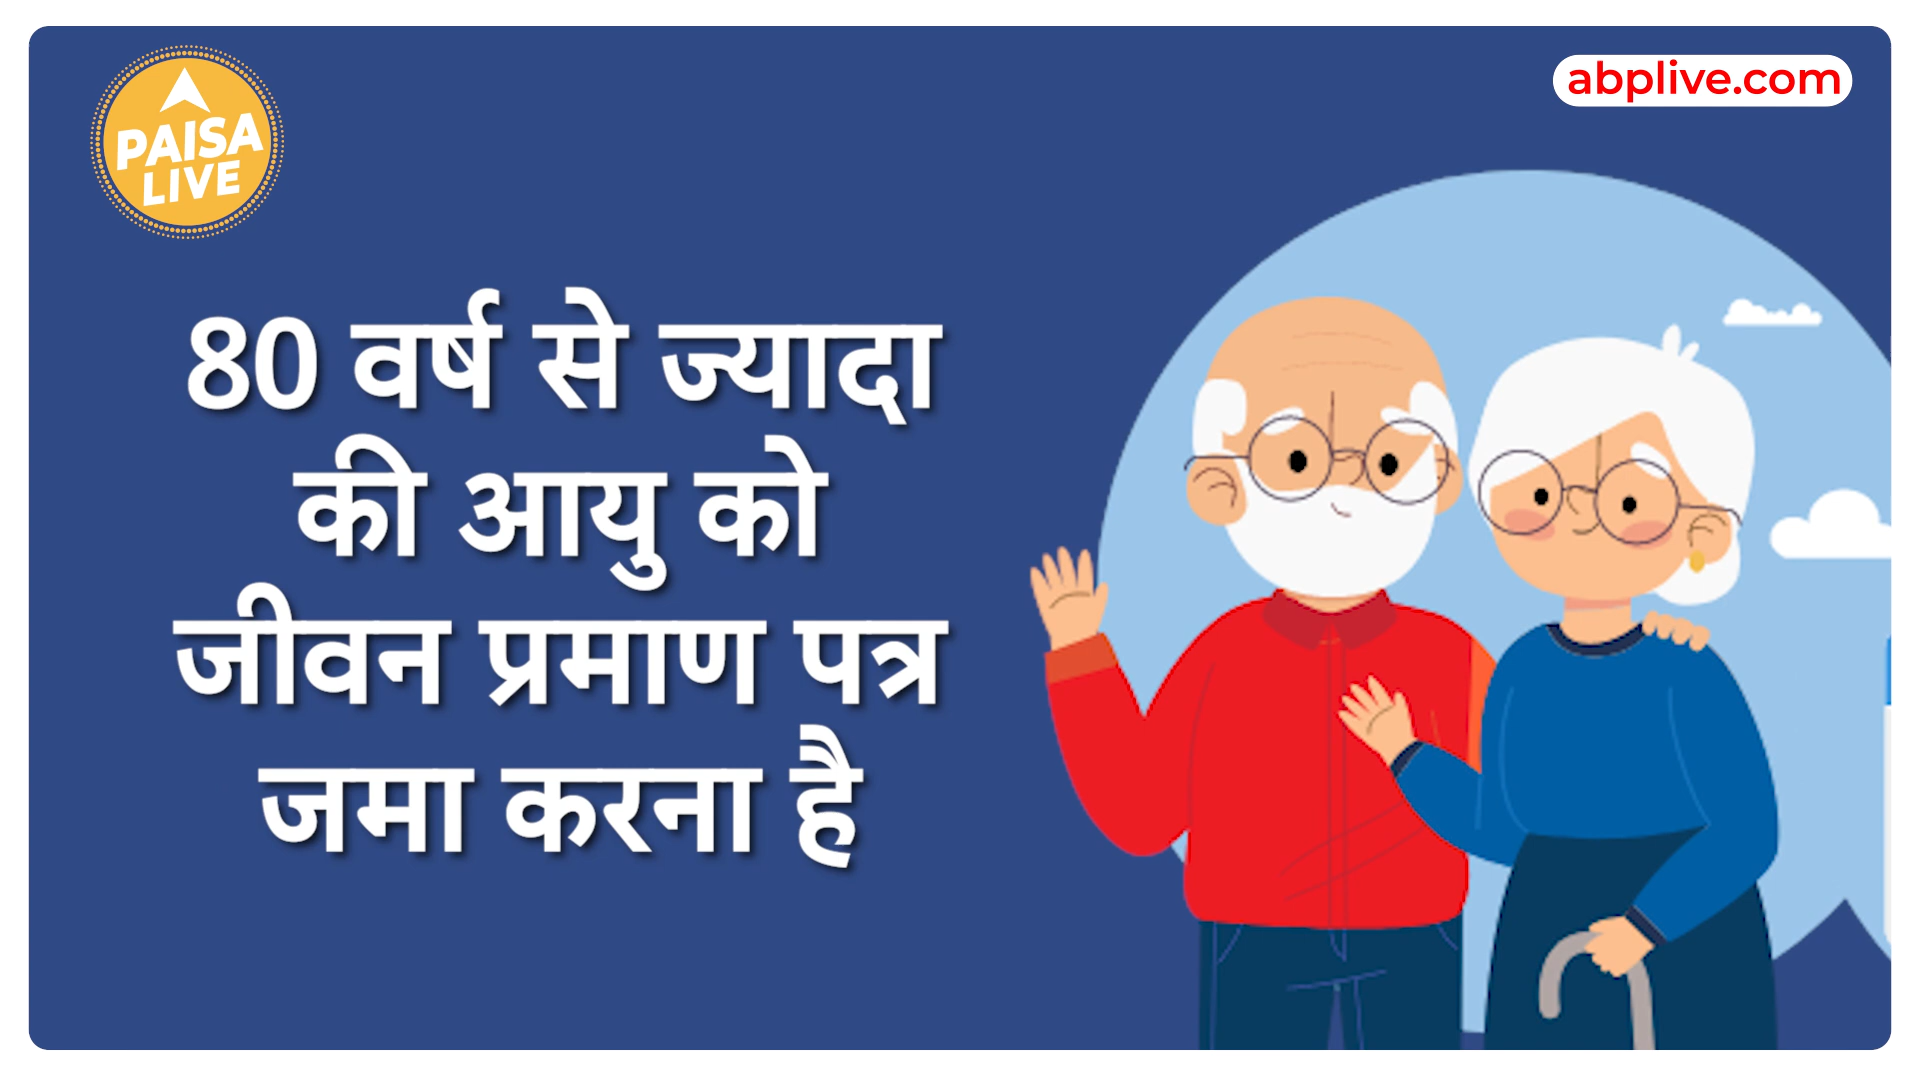 PAISA
LIVE
abplive.com
80 वर्ष से ज्यादा
की आयु को
जीवन प्रमाण पत्र
जमा करना है